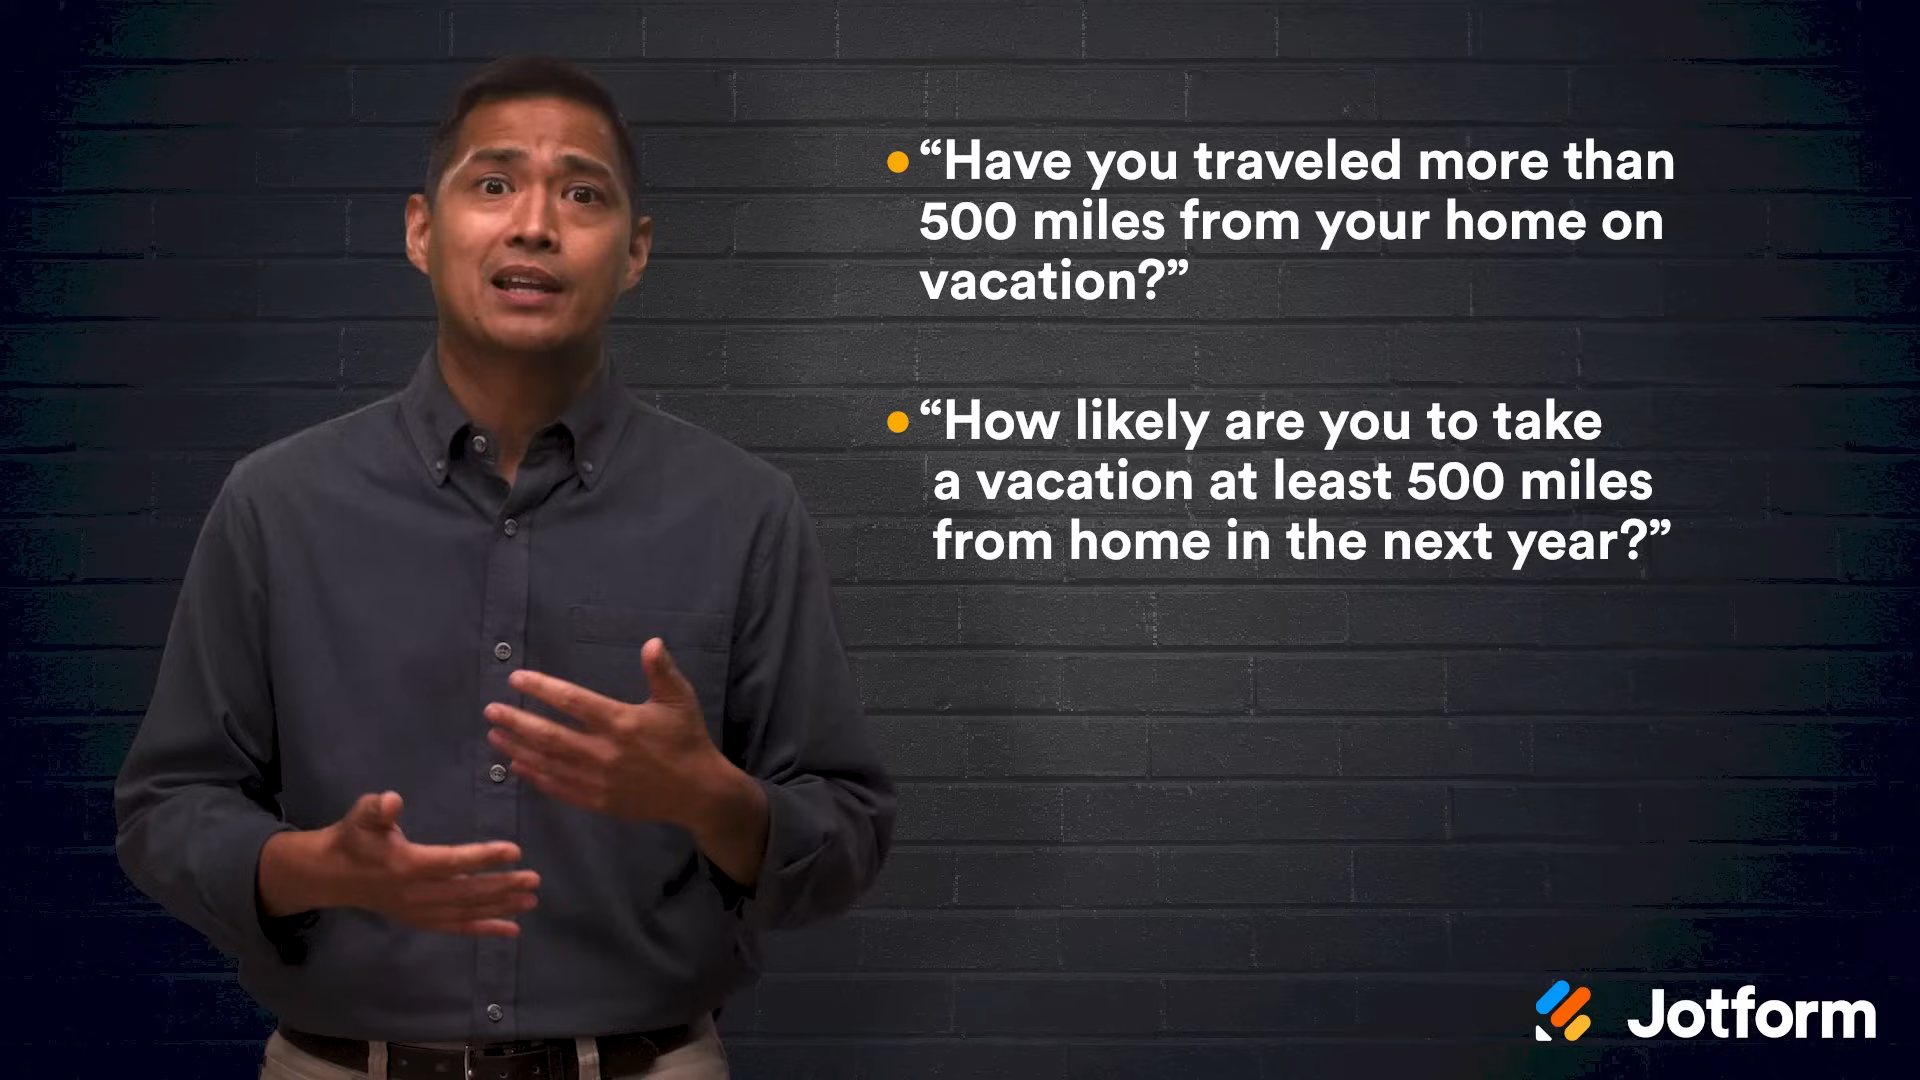 “Have you traveled more than
500 miles from your home on
vacation?”
“How likely are you to take
a vacation at least 500 miles
from home in the next year?”
Jotform